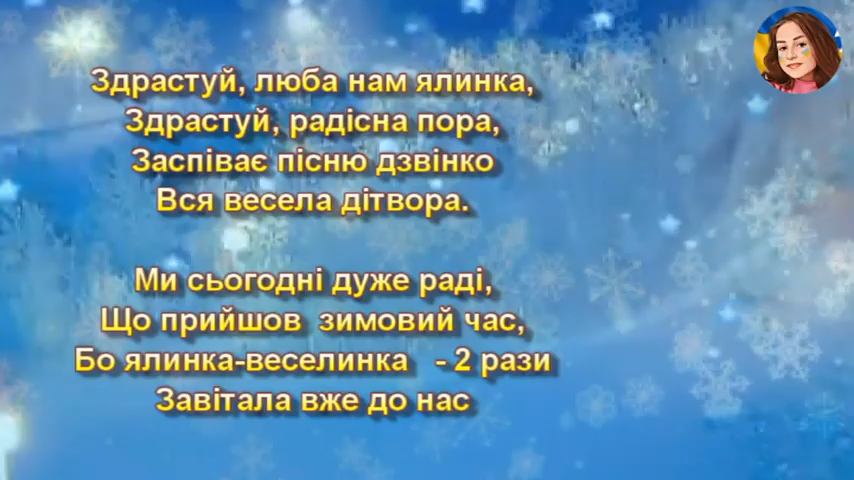 Здрастуй, люба нам ялинка,
Здрастуй, радісна пора,
Заспіває пісню дзвінко
Вся весела дітвора.
Ми сьогодні дуже раді,
Що прийшов зимовий час,
Бо ялинка-веселинка - 2 рази
Завітала вже до нас